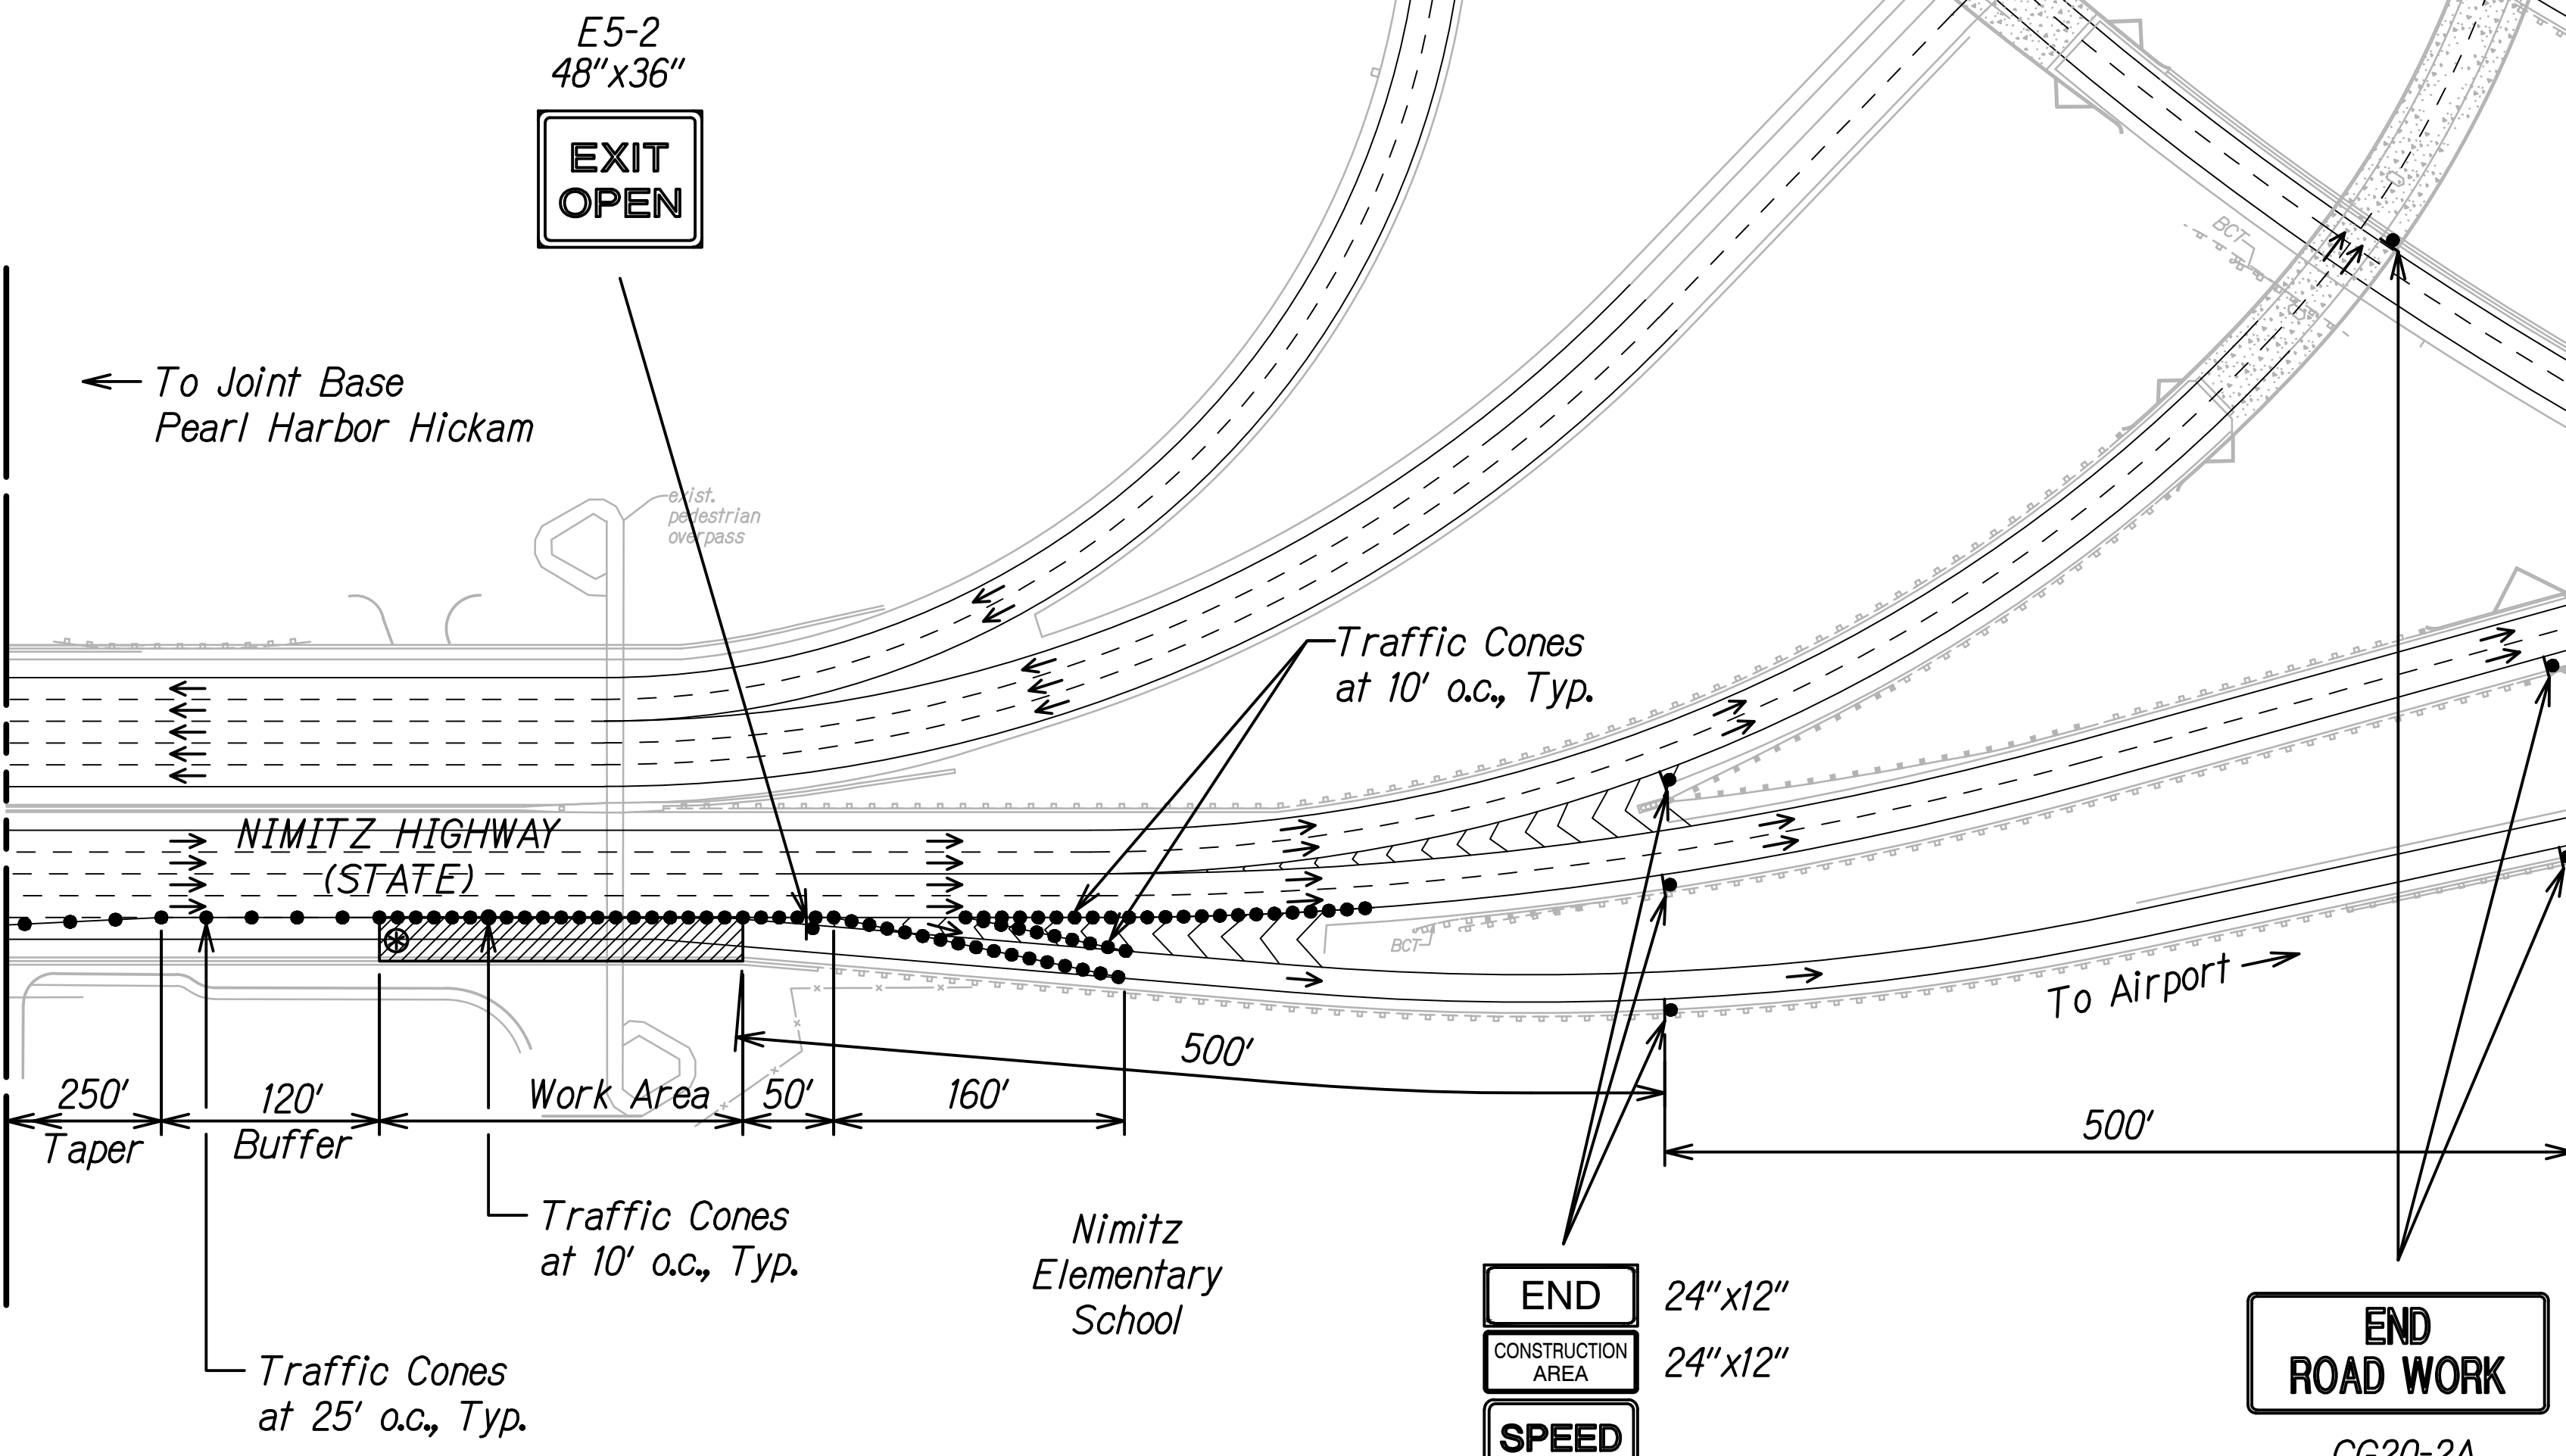 E5-2
48"x36"
EXIT
OPEN
To Joint Base
Pearl Harbor Hickam
exist.
pedestrian
overpass
BCT
Traffic Cones
at 10' o.c., Typ.
NIMITZ HIGHWAY
(STATE)
BCT
To Airport
500'
250'
Taper
120'
Buffer
Work Area
50'
160'
500'
Traffic Cones
at 10' o.c., Typ.
Nimitz
Elementary
School
Traffic Cones
at 25' o.c., Typ.
END
24"x12"
CONSTRUCTION
AREA
24"x12"
SPEED
END
ROAD WORK
CG20-2A